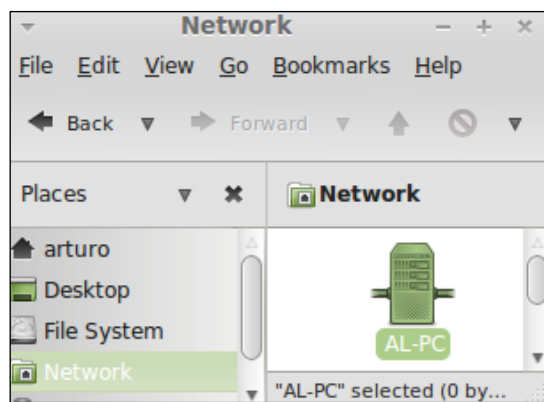 Network
File Edit View Go Bookmarks Help
Back Forward
Places
Network
arturo
Desktop
File System
Network
AL-PC
"AL-PC" selected (0 by...